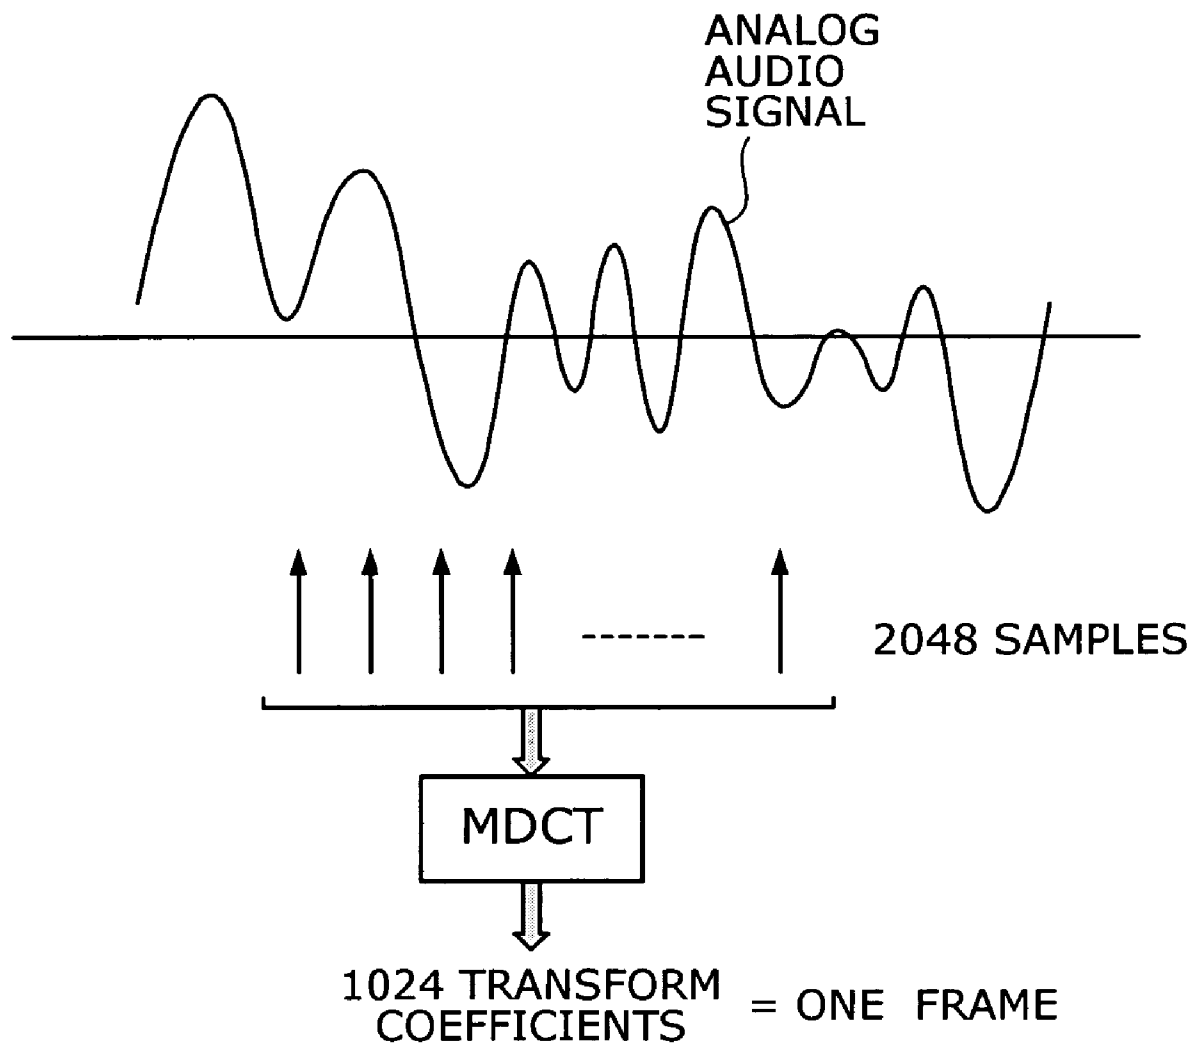 ANALOG
AUDIO
SIGNAL
2048 SAMPLES
MDCT
1024 TRANSFORM
COEFFICIENTS
= ONE FRAME